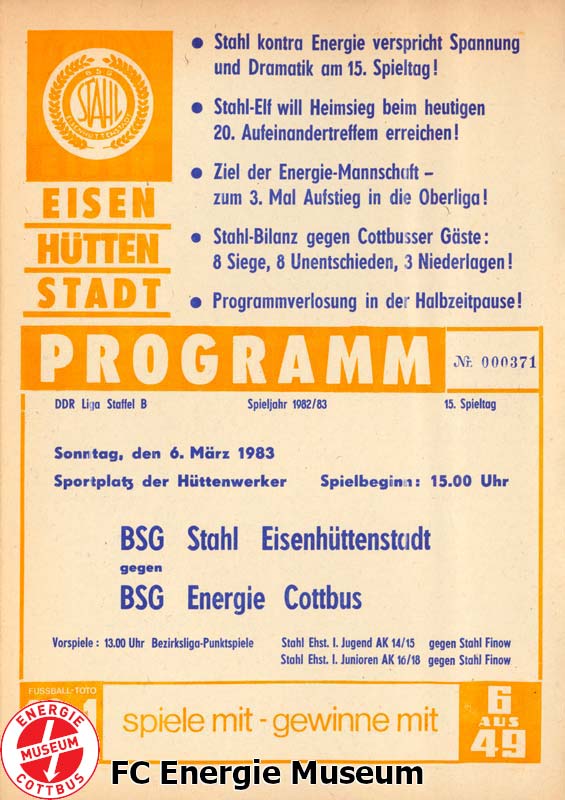 BSG
STAHL
EISENHÜTTENSTADT
EISEN
HÜTTEN
STADT
• Stahl kontra Energie verspricht Spannung
und Dramatik am 15. Spieltag!
• Stahl-Elf will Heimsieg beim heutigen
20. Aufeinandertreffem erreichen!
• Ziel der Energie-Mannschaft –
zum 3. Mal Aufstieg in die Oberliga!
• Stahl-Bilanz gegen Cottbusser Gäste:
8 Siege, 8 Unentschieden, 3 Niederlagen!
• Programmverlosung in der Halbzeitpause!
PROGRAMM
Nr. 000371
DDR Liga Staffel B Spieljahr 1982/83 15. Spieltag
Sonntag, den 6. März 1983
Sportplatz der Hüttenwerker Spielbeginn: 15.00 Uhr
BSG Stahl Eisenhüttenstadt
gegen
BSG Energie Cottbus
Vorspiele: 13.00 Uhr Bezirksliga-Punktspiele Stahl Ehst. I. Jugend AK 14/15 gegen Stahl Finow
Stahl Ehst. I. Junioren AK 16/18 gegen Stahl Finow
FUSSBALL-TOTO
spiele mit - gewinne mit
6
AUS
49
ENERGIE
MUSEUM
COTTBUS
FC Energie Museum